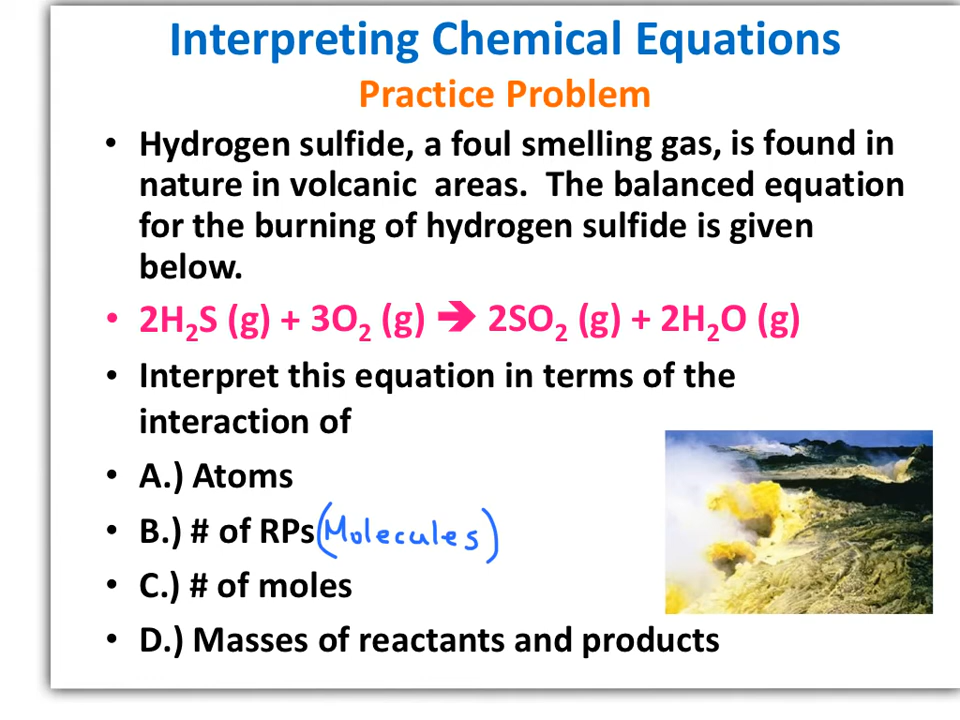 Interpreting Chemical Equations
Practice Problem
• Hydrogen sulfide, a foul smelling gas, is found in
nature in volcanic areas. The balanced equation
for the burning of hydrogen sulfide is given
below.
• 2H₂S (g) + 3O₂ (g) 🡺 2SO₂ (g) + 2H₂O (g)
• Interpret this equation in terms of the
interaction of
• A.) Atoms
• B.) # of RPs (Molecules)
• C.) # of moles
• D.) Masses of reactants and products